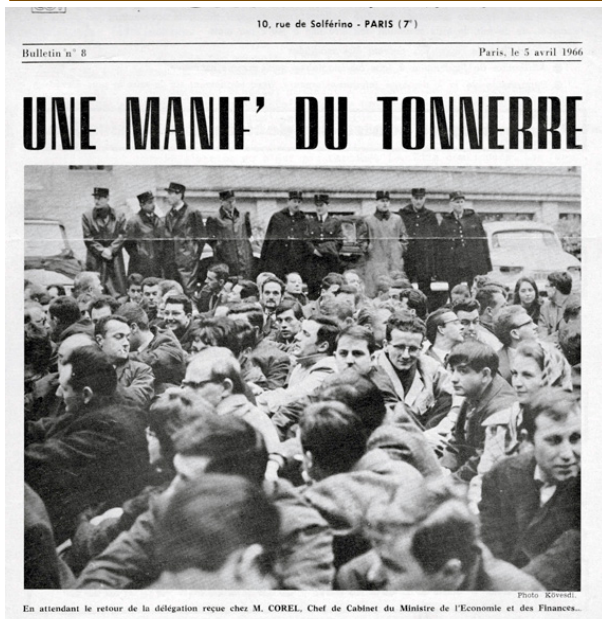 10, rue de Solférino - PARIS (7°)
Bulletin n° 8
Paris, le 5 avril 1966
UNE MANIF' DU TONNERRE
Photo Kövesdi.
En attendant le retour de la délégation reçue chez M. COREL, Chef de Cabinet du Ministre de l'Economie et des Finances...